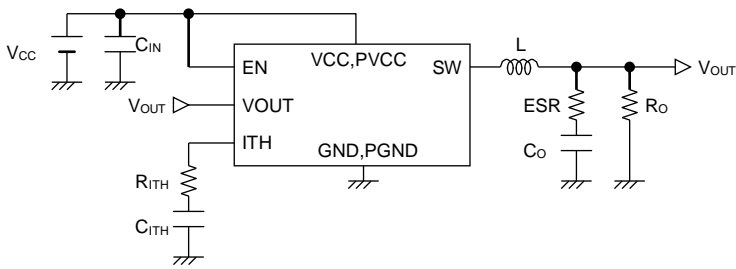 L
VCC
CIN
EN
VCC,PVCC
SW
VOUT
VOUT
VOUT
ESR
RO
ITH
GND,PGND
CO
RITH
CITH